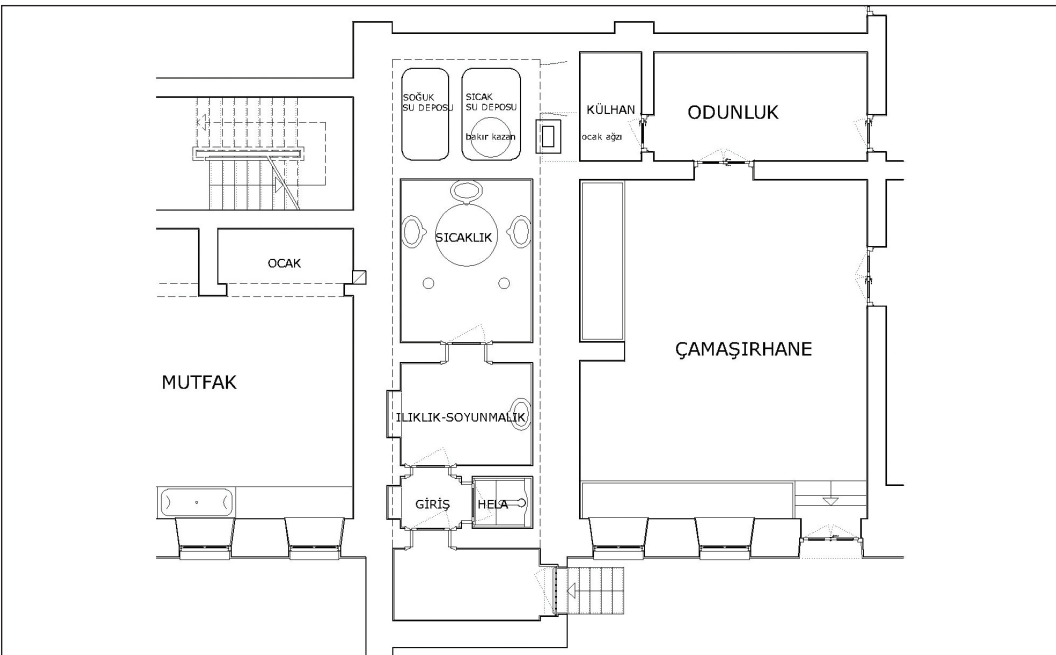 SOĞUK
SU DEPOSU
SICAK
SU DEPOSU
bakır kazan
KÜLHAN
ocak ağzı
ODUNLUK
SICAKLIK
OCAK
ÇAMAŞIRHANE
MUTFAK
ILIKLIK-SOYUNMALIK
GİRİŞ
HELA